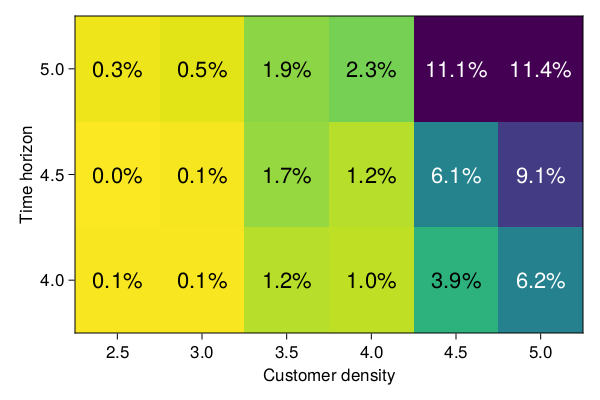 5.0 0.3% 0.5% 1.9% 2.3% 11.1% 11.4%
4.5 0.0% 0.1% 1.7% 1.2% 6.1% 9.1%
4.0 0.1% 0.1% 1.2% 1.0% 3.9% 6.2%
Time horizon
2.5 3.0 3.5 4.0 4.5 5.0
Customer density